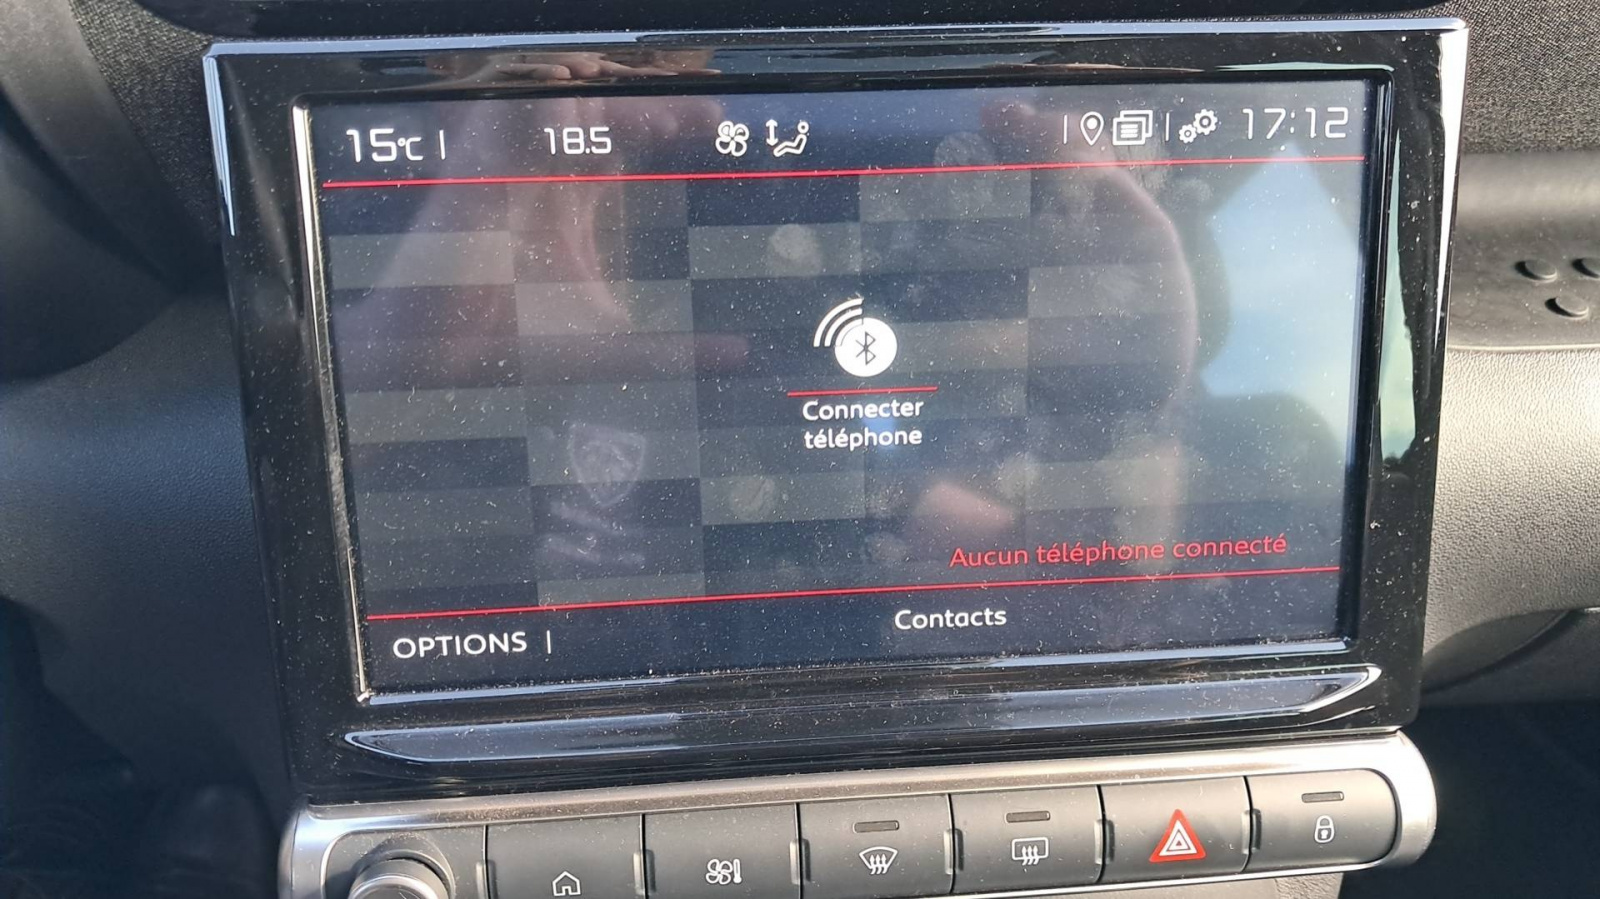 15°C 18.5 17:12
Connecter
téléphone
Aucun téléphone connecté
Contacts
OPTIONS